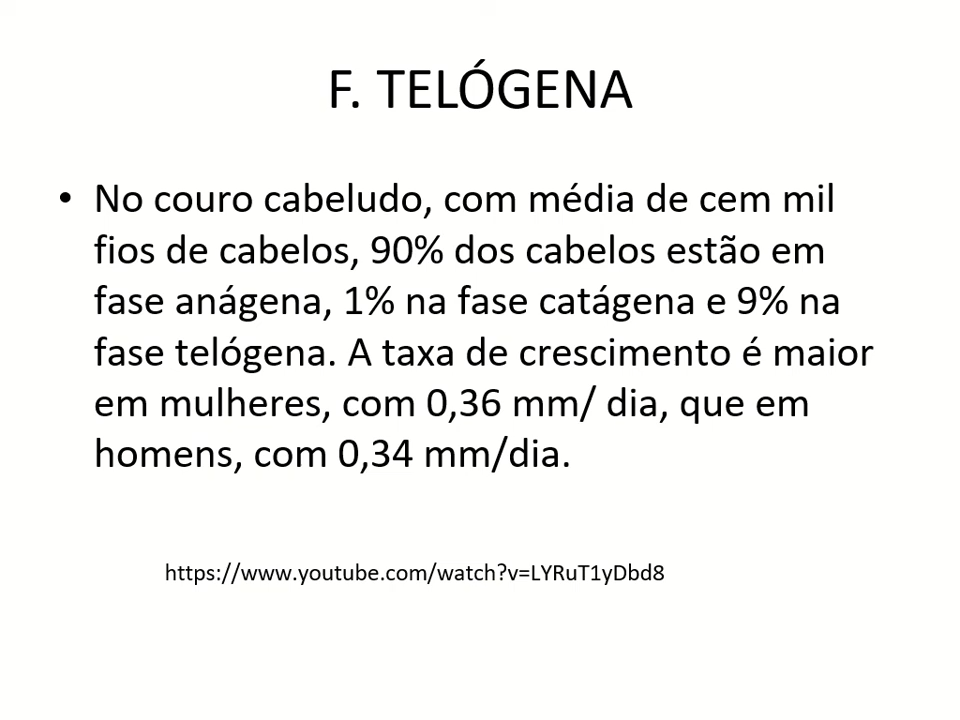 F. TELÓGENA
• No couro cabeludo, com média de cem mil
fios de cabelos, 90% dos cabelos estão em
fase anágena, 1% na fase catágena e 9% na
fase telógena. A taxa de crescimento é maior
em mulheres, com 0,36 mm/ dia, que em
homens, com 0,34 mm/dia.
https://www.youtube.com/watch?v=LYRuT1yDbd8